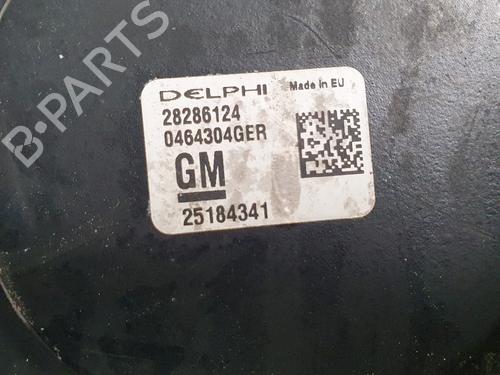 DELPHI Made in EU
28286124
0464304GER
GM
25184341
B-PARTS